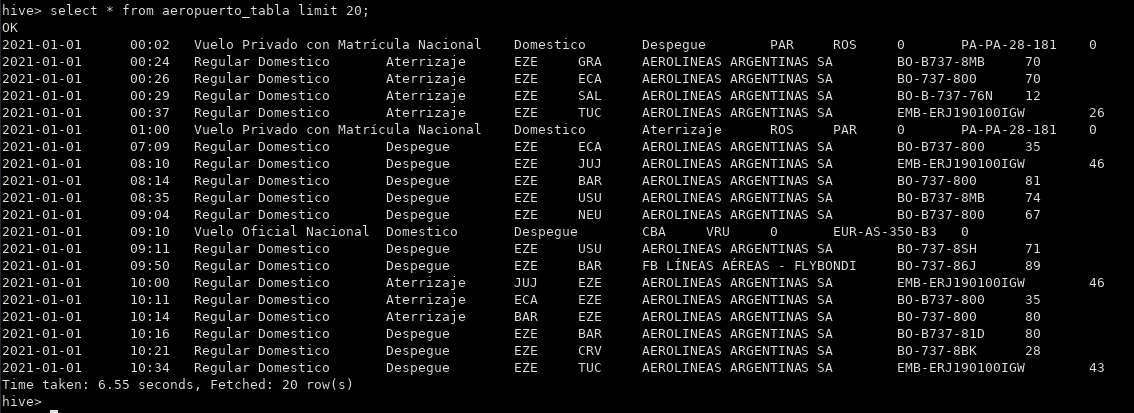 hive> select * from aeropuerto_tabla limit 20;
OK
2021-01-01 00:02 Vuelo Privado con Matrícula Nacional Domestico Despegue PAR ROS 0 PA-PA-28-181 0
2021-01-01 00:24 Regular Domestico Aterrizaje EZE GRA AEROLINEAS ARGENTINAS SA BO-B737-8MB 70
2021-01-01 00:26 Regular Domestico Aterrizaje EZE ECA AEROLINEAS ARGENTINAS SA BO-737-800 70
2021-01-01 00:29 Regular Domestico Aterrizaje EZE SAL AEROLINEAS ARGENTINAS SA BO-B-737-76N 12
2021-01-01 00:37 Regular Domestico Aterrizaje EZE TUC AEROLINEAS ARGENTINAS SA EMB-ERJ190100IGW 26
2021-01-01 01:00 Vuelo Privado con Matrícula Nacional Domestico Aterrizaje ROS PAR 0 PA-PA-28-181 0
2021-01-01 07:09 Regular Domestico Despegue EZE ECA AEROLINEAS ARGENTINAS SA BO-B737-800 35
2021-01-01 08:10 Regular Domestico Despegue EZE JUJ AEROLINEAS ARGENTINAS SA EMB-ERJ190100IGW 46
2021-01-01 08:14 Regular Domestico Despegue EZE BAR AEROLINEAS ARGENTINAS SA BO-737-800 81
2021-01-01 08:35 Regular Domestico Despegue EZE USU AEROLINEAS ARGENTINAS SA BO-B737-8MB 74
2021-01-01 09:04 Regular Domestico Despegue EZE NEU AEROLINEAS ARGENTINAS SA BO-B737-800 67
2021-01-01 09:10 Vuelo Oficial Nacional Domestico Despegue CBA VRU 0 EUR-AS-350-B3 0
2021-01-01 09:11 Regular Domestico Despegue EZE USU AEROLINEAS ARGENTINAS SA BO-737-8SH 71
2021-01-01 09:50 Regular Domestico Despegue EZE BAR FB LÍNEAS AÉREAS - FLYBONDI BO-737-86J 89
2021-01-01 10:00 Regular Domestico Aterrizaje JUJ EZE AEROLINEAS ARGENTINAS SA EMB-ERJ190100IGW 46
2021-01-01 10:11 Regular Domestico Aterrizaje ECA EZE AEROLINEAS ARGENTINAS SA BO-B737-800 35
2021-01-01 10:14 Regular Domestico Aterrizaje BAR EZE AEROLINEAS ARGENTINAS SA BO-737-800 80
2021-01-01 10:16 Regular Domestico Despegue EZE BAR AEROLINEAS ARGENTINAS SA BO-B737-81D 80
2021-01-01 10:21 Regular Domestico Despegue EZE CRV AEROLINEAS ARGENTINAS SA BO-737-8BK 28
2021-01-01 10:34 Regular Domestico Despegue EZE TUC AEROLINEAS ARGENTINAS SA EMB-ERJ190100IGW 43
Time taken: 6.55 seconds, Fetched: 20 row(s)
hive>